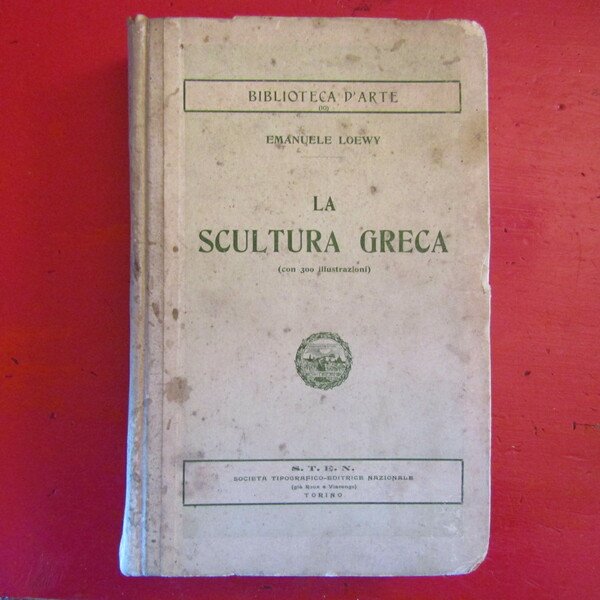 BIBLIOTECA D'ARTE
(10)
EMANUELE LOEWY
LA
SCULTURA GRECA
(con 300 illustrazioni)
S. T. E. N.
SOCIETÀ TIPOGRAFICO-EDITRICE NAZIONALE
(già Roux e Viarengo)
TORINO